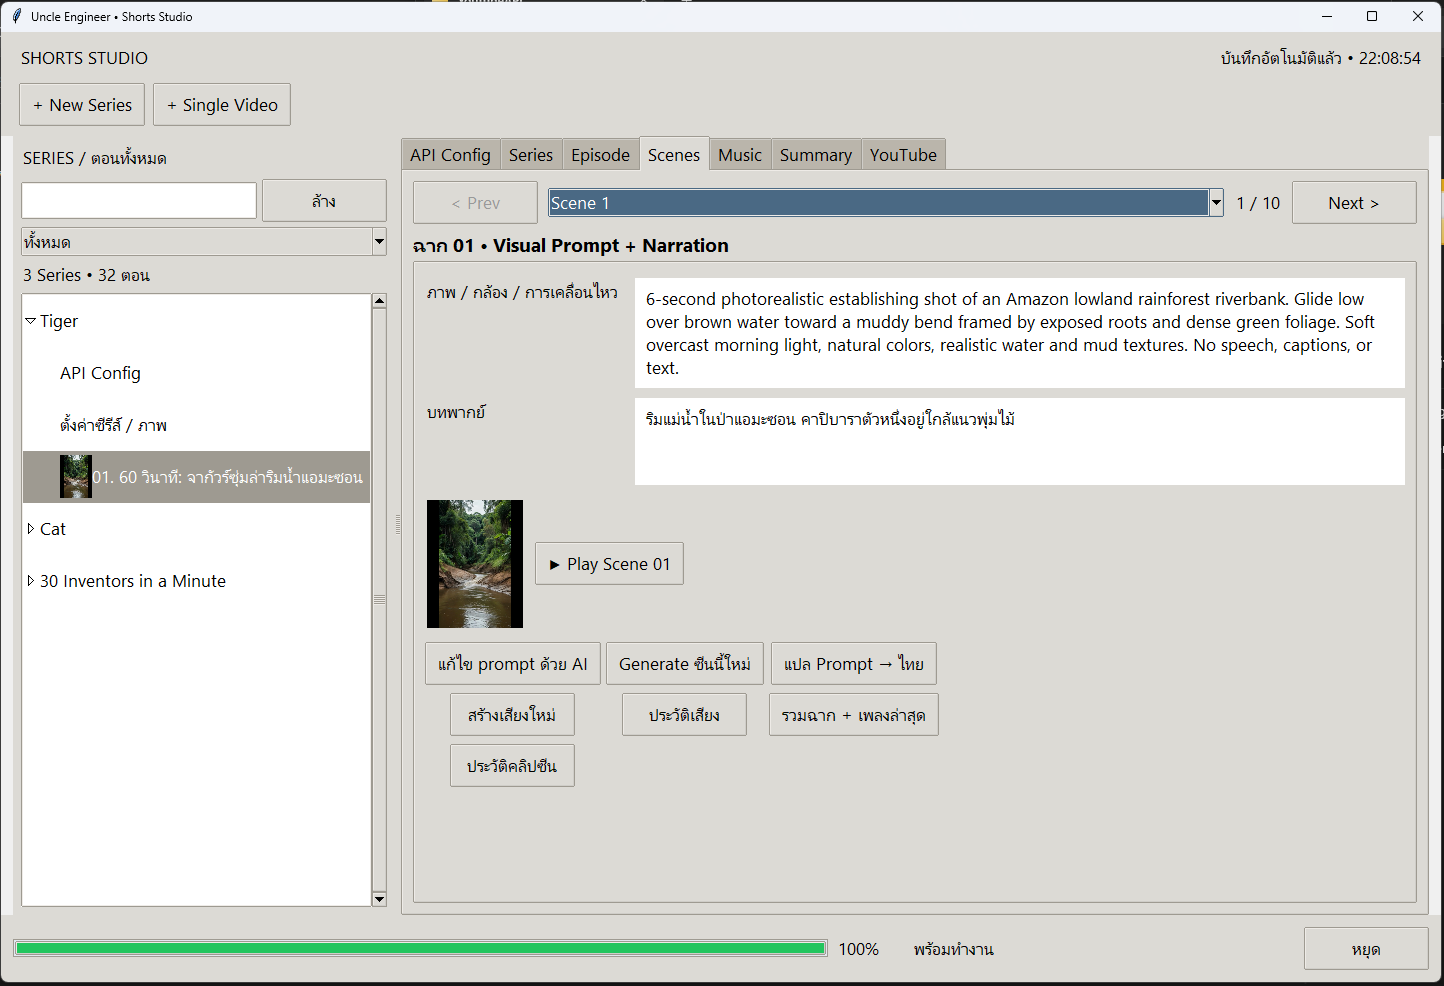 Uncle Engineer • Shorts Studio
SHORTS STUDIO
บันทึกอัตโนมัติแล้ว • 22:08:54
+ New Series
+ Single Video
SERIES / ตอนทั้งหมด
ล้าง
ทั้งหมด
3 Series • 32 ตอน
Tiger
API Config
ตั้งค่าซีรีส์ / ภาพ
01. 60 วินาที: จากัวร์ซุ่มล่าริมน้ำแอมะซอน
Cat
30 Inventors in a Minute
API Config
Series
Episode
Scenes
Music
Summary
YouTube
< Prev
Scene 1
1 / 10
Next >
ฉาก 01 • Visual Prompt + Narration
ภาพ / กล้อง / การเคลื่อนไหว
6-second photorealistic establishing shot of an Amazon lowland rainforest riverbank. Glide low
over brown water toward a muddy bend framed by exposed roots and dense green foliage. Soft
overcast morning light, natural colors, realistic water and mud textures. No speech, captions, or
text.
บทพากย์
ริมแม่น้ำในป่าแอมะซอน คาปิบาราตัวหนึ่งอยู่ใกล้แนวพุ่มไม้
► Play Scene 01
แก้ไข prompt ด้วย AI
Generate ซีนนี้ใหม่
แปล Prompt → ไทย
สร้างเสียงใหม่
ประวัติเสียง
รวมฉาก + เพลงล่าสุด
ประวัติคลิปซีน
100%
พร้อมทำงาน
หยุด